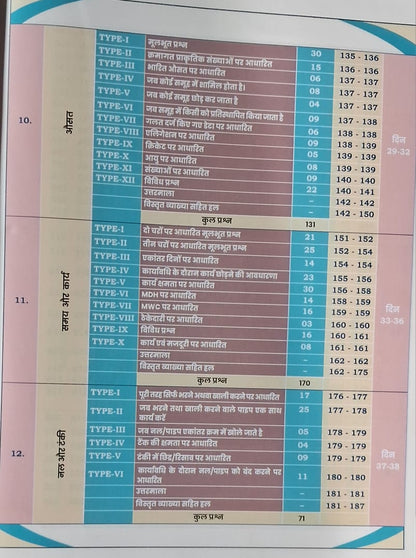 10. औसत दिन 29-32
TYPE-I मूलभूत प्रश्न 30 135 - 136
TYPE-II क्रमागत प्राकृतिक संख्याओं पर आधारित 15 136 - 136
TYPE-III भारित औसत पर आधारित 06 137 - 137
TYPE-IV जब कोई समूह में शामिल होता है। 08 137 - 137
TYPE-V जब कोई समूह छोड़ कर जाता है 04 137 - 137
TYPE-VI जब समूह में किसी को प्रतिस्थापित किया जाता है 09 137 - 138
TYPE-VII गलत दर्ज किए गए डेटा पर आधारित 06 138 - 138
TYPE-VIII एलिगेशन पर आधारित 09 138 - 139
TYPE-IX क्रिकेट पर आधारित 05 139 - 139
TYPE-X आयु पर आधारित 08 139 - 139
TYPE-XI संख्याओं पर आधारित 09 140 - 140
TYPE-XII विविध प्रश्न 22 140 - 141
उत्तरमाला – 142 - 142
विस्तृत व्याख्या सहित हल – 142 - 150
कुल प्रश्न 131
11. समय और कार्य दिन 33-36
TYPE-I दो घरों पर आधारित मूलभूत प्रश्न 21 151 - 152
TYPE-II तीन घरों पर आधारित मूलभूत प्रश्न 25 152 - 154
TYPE-III एकांतर दिनों पर आधारित 14 154 - 154
TYPE-IV कार्यावधि के दौरान कार्य छोड़ने की अवधारणा 23 155 - 156
TYPE-V कार्य क्षमता पर आधारित 30 156 - 158
TYPE-VI MDH पर आधारित 14 158 - 159
TYPE-VII MWC पर आधारित 16 159 - 159
TYPE-VIII ठेकेदारी पर आधारित 03 160 - 160
TYPE-IX विविध प्रश्न 16 160 - 161
TYPE-X कार्य एवं मजदूरी पर आधारित 08 161 - 161
उत्तरमाला – 162 - 162
विस्तृत व्याख्या सहित हल – 162 - 175
कुल प्रश्न 170
12. नल और टंकी दिन 37-38
TYPE-I पूरी तरह सिर्फ भरने अथवा खाली करने पर आधारित 17 176 - 177
TYPE-II जब भरने तथा खाली करने वाले पाइप एक साथ 25 177 - 178
कार्य करें
TYPE-III जब नल/पाइप एकांतर क्रम में खोले जाते है 05 178 - 179
TYPE-IV टैंक की क्षमता पर आधारित 04 179 - 179
TYPE-V टंकी में छिद्र/रिसाव पर आधारित 09 179 - 179
TYPE-VI कार्यावधि के दौरान नल/पाइप को बंद करने पर 11 180 - 180
आधारित
उत्तरमाला – 181 - 181
विस्तृत व्याख्या सहित हल – 181 - 187
कुल प्रश्न 71